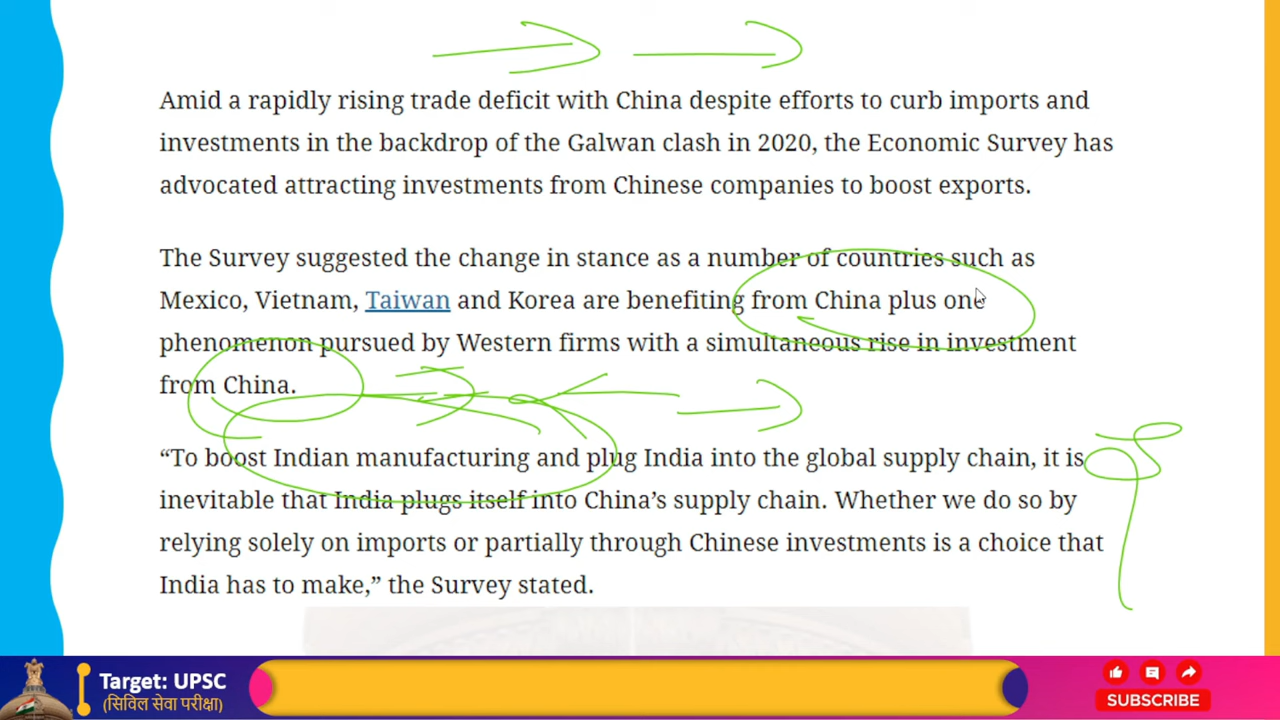 Amid a rapidly rising trade deficit with China despite efforts to curb imports and
investments in the backdrop of the Galwan clash in 2020, the Economic Survey has
advocated attracting investments from Chinese companies to boost exports.
The Survey suggested the change in stance as a number of countries such as
Mexico, Vietnam, Taiwan and Korea are benefiting from China plus one
phenomenon pursued by Western firms with a simultaneous rise in investment
from China.
“To boost Indian manufacturing and plug India into the global supply chain, it is
inevitable that India plugs itself into China’s supply chain. Whether we do so by
relying solely on imports or partially through Chinese investments is a choice that
India has to make,” the Survey stated.
Target: UPSC
(सिविल सेवा परीक्षा)
SUBSCRIBE